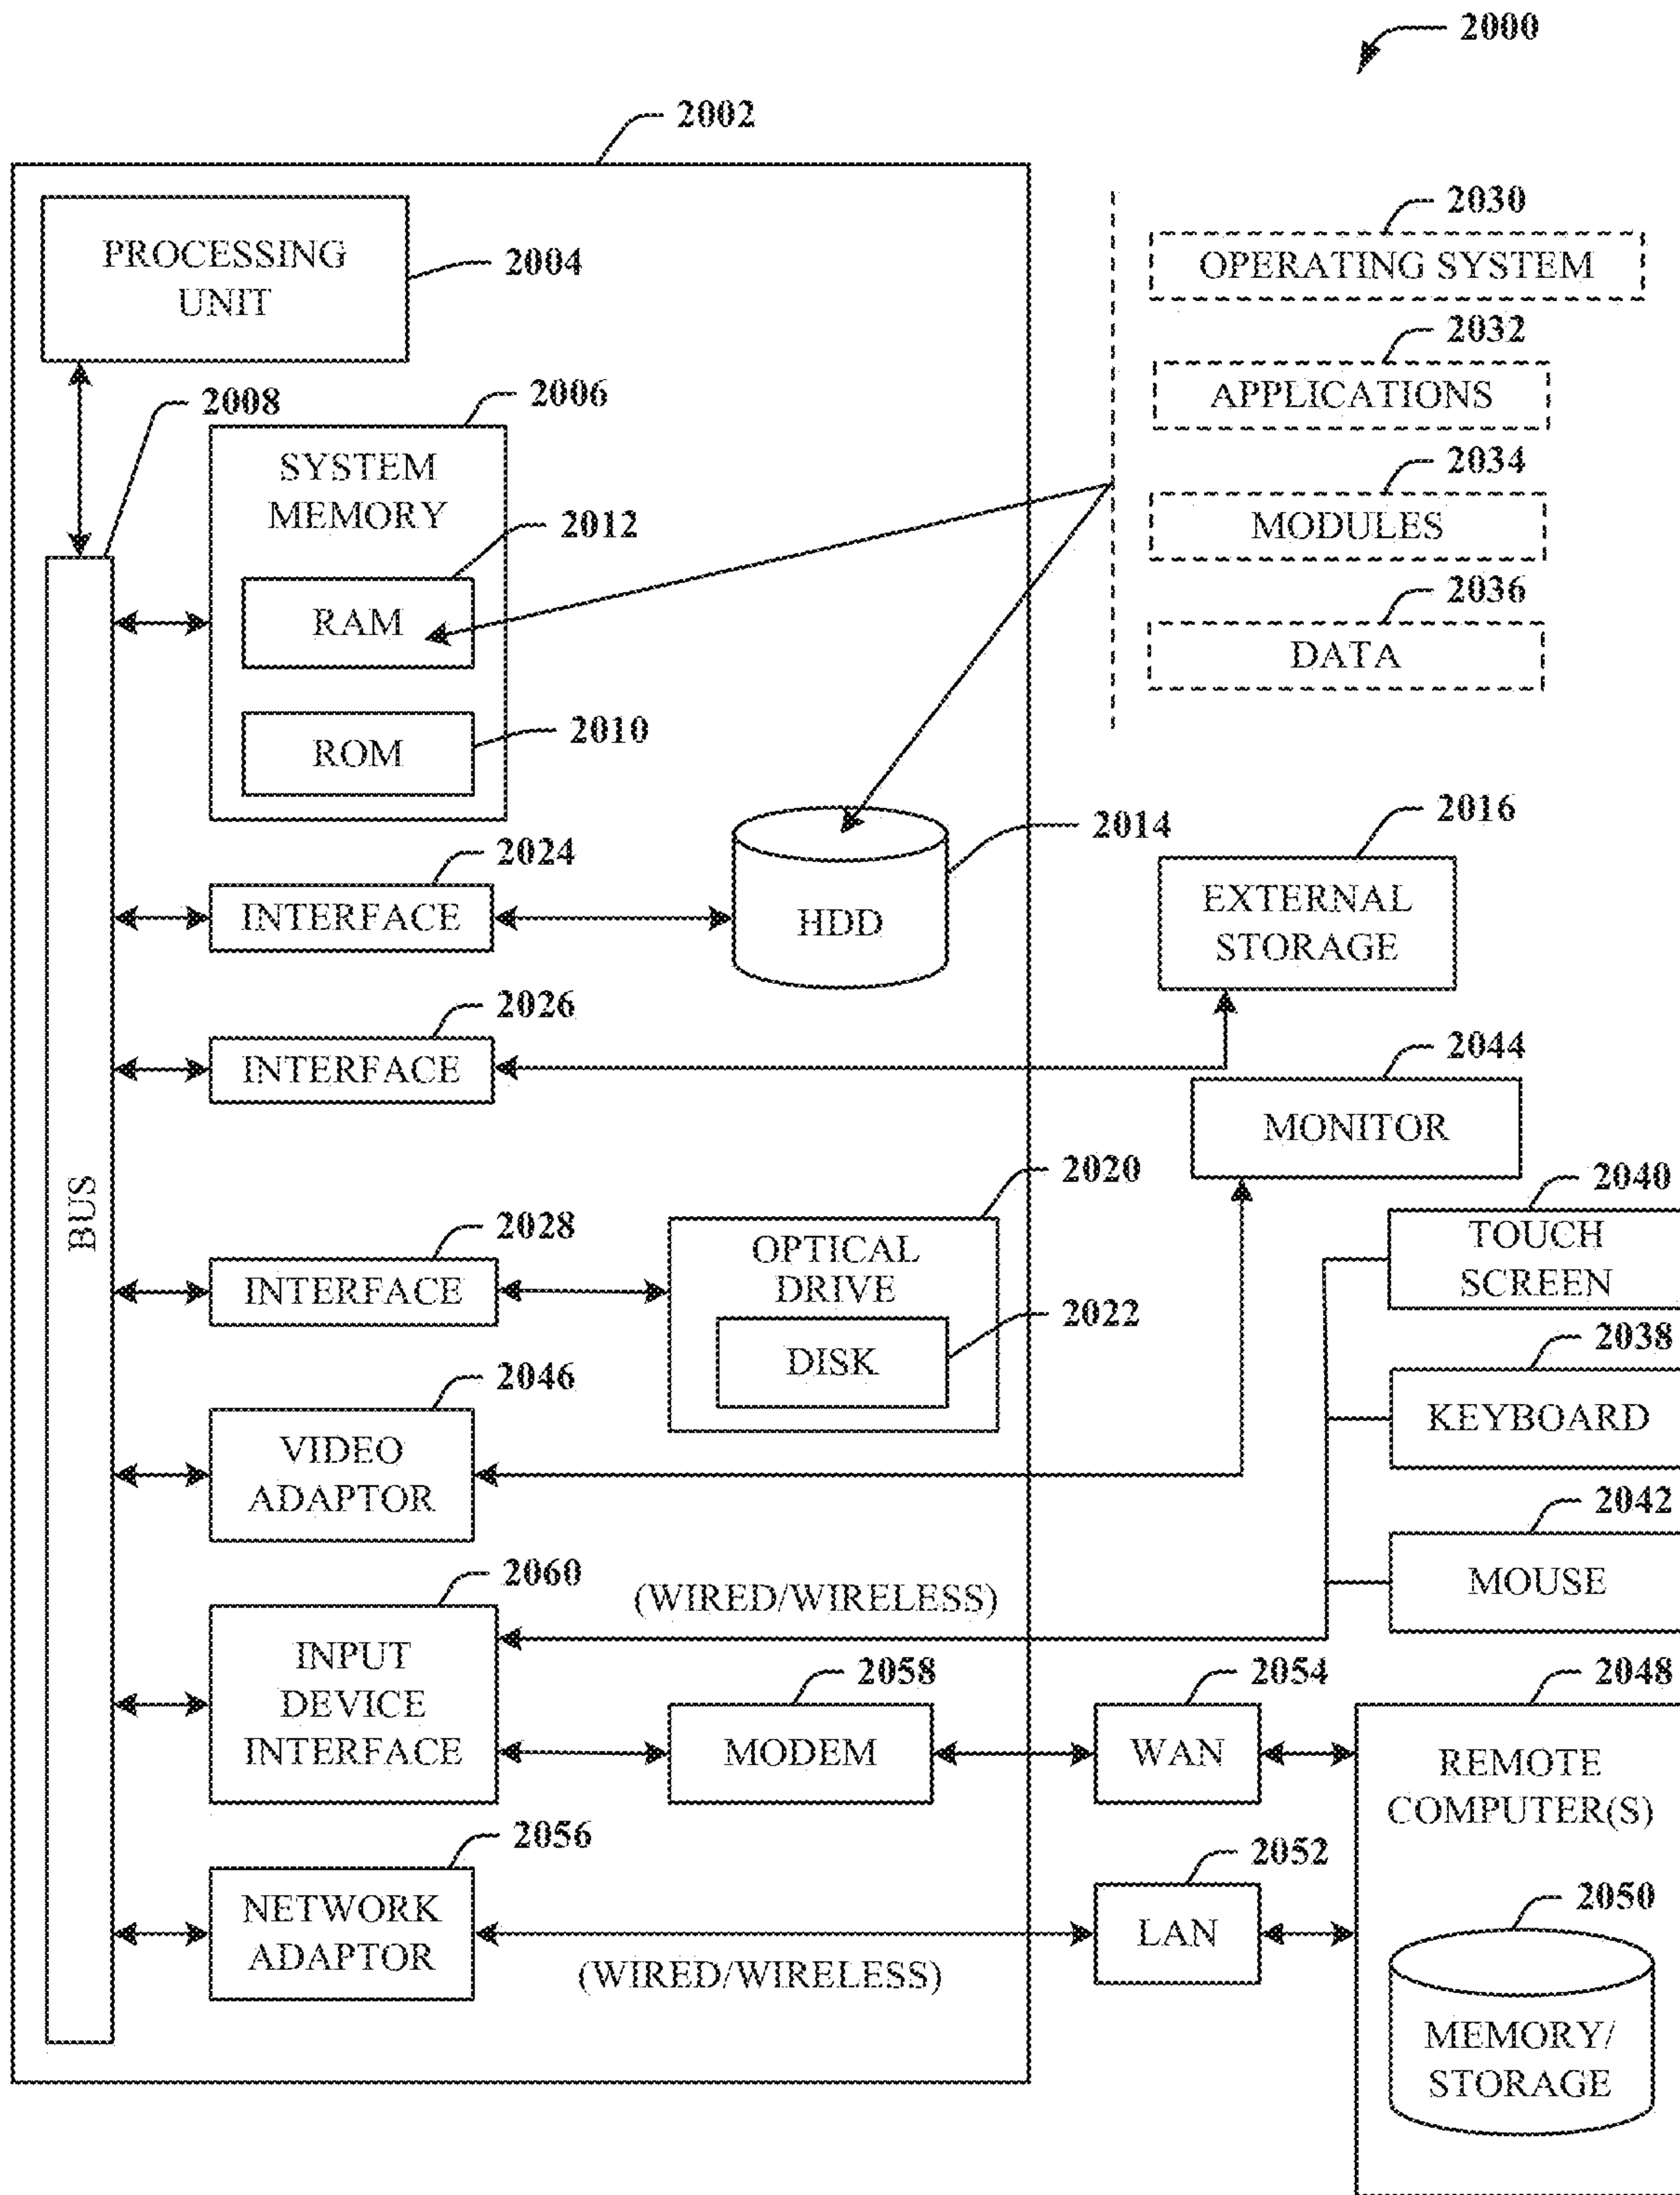 2000
2002
PROCESSING
UNIT
2004
2030
OPERATING SYSTEM
2032
APPLICATIONS
2034
MODULES
2036
DATA
2008
2006
SYSTEM
MEMORY
2012
RAM
2010
ROM
BUS
2024
INTERFACE
2014
HDD
2016
EXTERNAL
STORAGE
2026
INTERFACE
2044
MONITOR
2028
INTERFACE
2020
OPTICAL
DRIVE
2022
DISK
2040
TOUCH
SCREEN
2038
KEYBOARD
2042
MOUSE
2046
VIDEO
ADAPTOR
2060
INPUT
DEVICE
INTERFACE
(WIRED/WIRELESS)
2058
MODEM
2054
WAN
2048
REMOTE
COMPUTER(S)
2056
NETWORK
ADAPTOR
(WIRED/WIRELESS)
2052
LAN
2050
MEMORY/
STORAGE